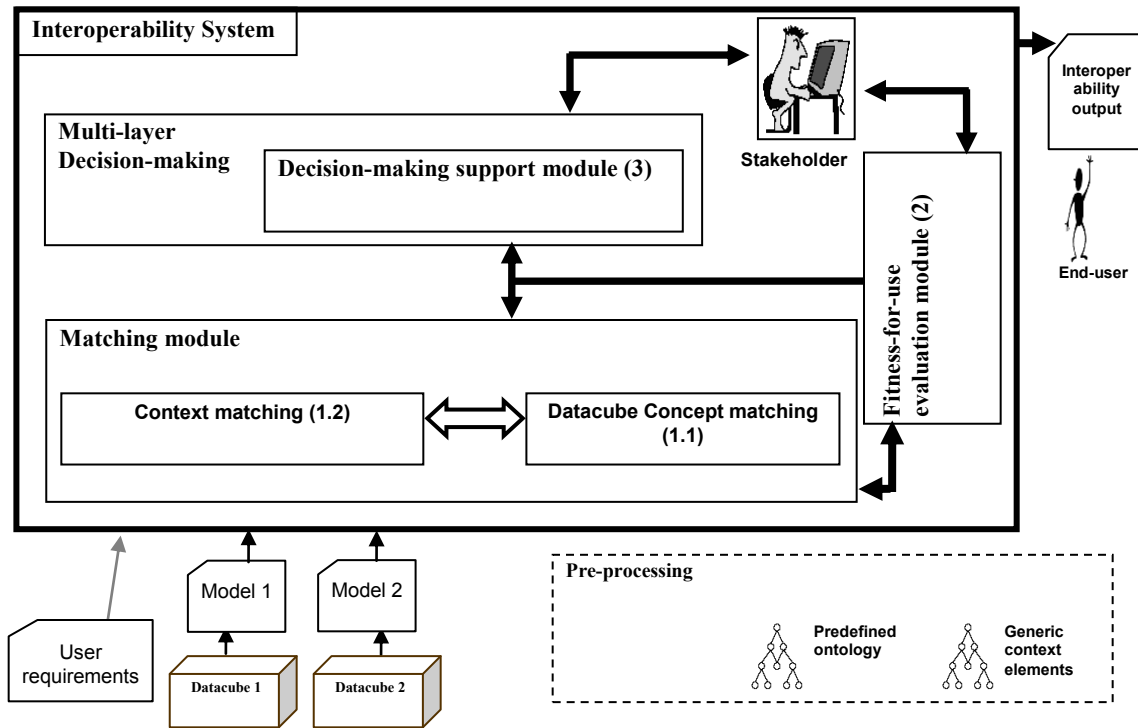 Interoperability System
Interoper
ability
output
Stakeholder
End-user
Multi-layer
Decision-making
Decision-making support module (3)
Fitness-for-use
evaluation module (2)
Matching module
Context matching (1.2)
Datacube Concept matching
(1.1)
User
requirements
Model 1
Model 2
Datacube 1
Datacube 2
Pre-processing
Predefined
ontology
Generic
context
elements